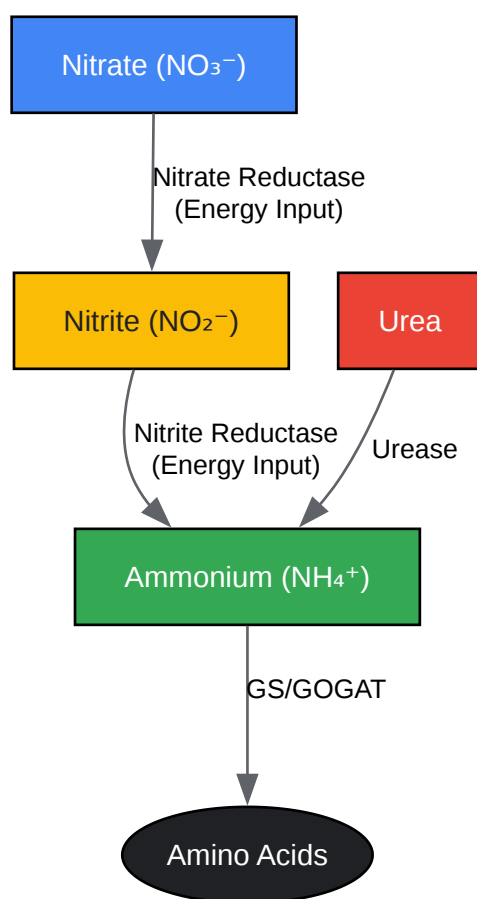 Nitrate (NO₃⁻)
Nitrate Reductase
(Energy Input)
Nitrite (NO₂⁻)
Urea
Nitrite Reductase
(Energy Input)
Urease
Ammonium (NH₄⁺)
GS/GOGAT
Amino Acids